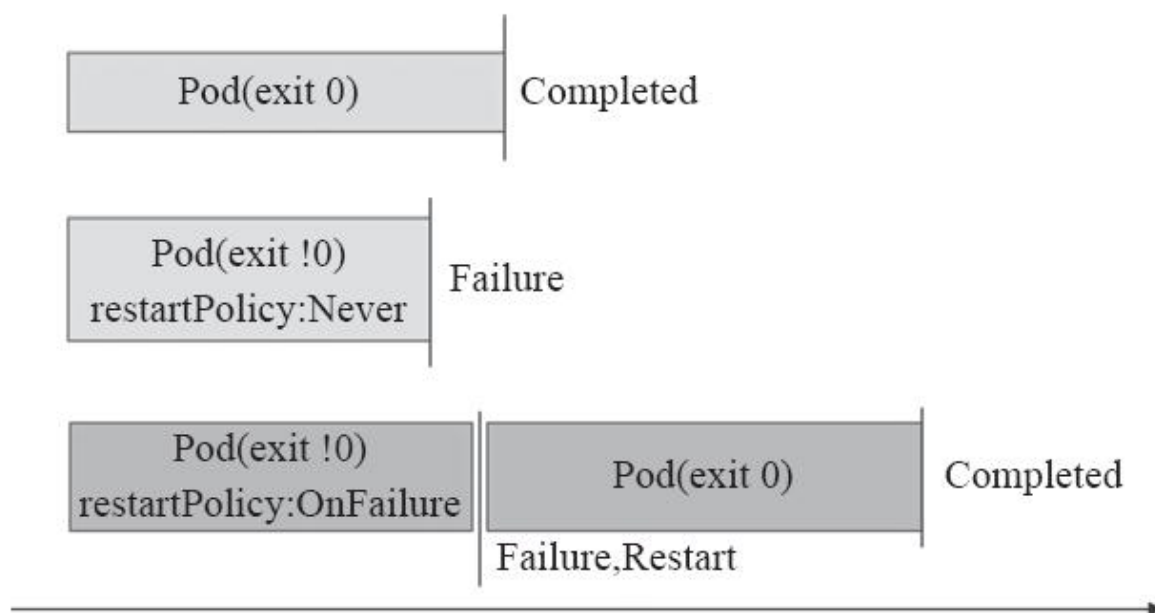 Pod(exit 0)
Completed
Pod(exit !0)
restartPolicy:Never
Failure
Pod(exit !0)
restartPolicy:OnFailure
Pod(exit 0)
Completed
Failure,Restart